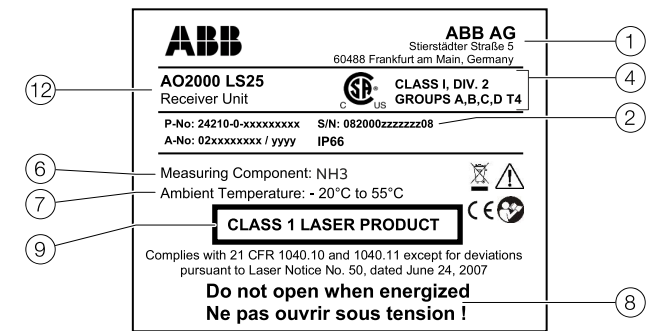 ABB
ABB AG
Stierstädter Straße 5
60488 Frankfurt am Main, Germany
1
AO2000 LS25
Receiver Unit
12
CSA
C US
CLASS I, DIV. 2
GROUPS A,B,C,D T4
4
P-No: 24210-0-xxxxxxxxx
S/N: 082000zzzzzzz08
2
A-No: 02xxxxxxxx / yyyy
IP66
6
Measuring Component: NH3
7
Ambient Temperature: - 20°C to 55°C
CE
9
CLASS 1 LASER PRODUCT
Complies with 21 CFR 1040.10 and 1040.11 except for deviations
pursuant to Laser Notice No. 50, dated June 24, 2007
Do not open when energized
Ne pas ouvrir sous tension !
8